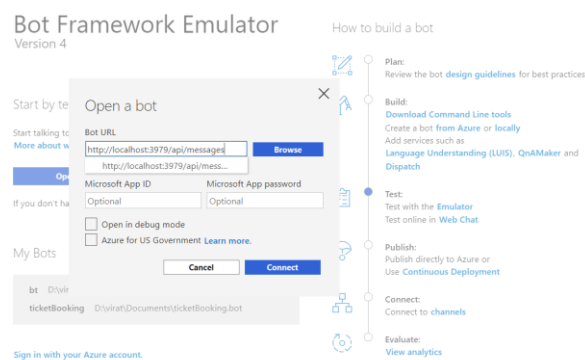 Bot Framework Emulator
Version 4
Start by te
Start talking to
More about w
Ope
If you don't ha
My Bots
bt D:\vir
ticketBooking D:\virat\Documents\ticketBooking.bot
Sign in with your Azure account.
Open a bot
Bot URL
http://localhost:3979/api/messages
Browse
http://localhost:3979/api/mess...
Microsoft App ID Microsoft App password
Optional Optional
Open in debug mode
Azure for US Government Learn more.
Cancel Connect
How to build a bot
Plan:
Review the bot design guidelines for best practices
Build:
Download Command Line tools
Create a bot from Azure or locally
Add services such as
Language Understanding (LUIS), QnAMaker and
Dispatch
Test:
Test with the Emulator
Test online in Web Chat
Publish:
Publish directly to Azure or
Use Continuous Deployment
Connect:
Connect to channels
Evaluate:
View analytics